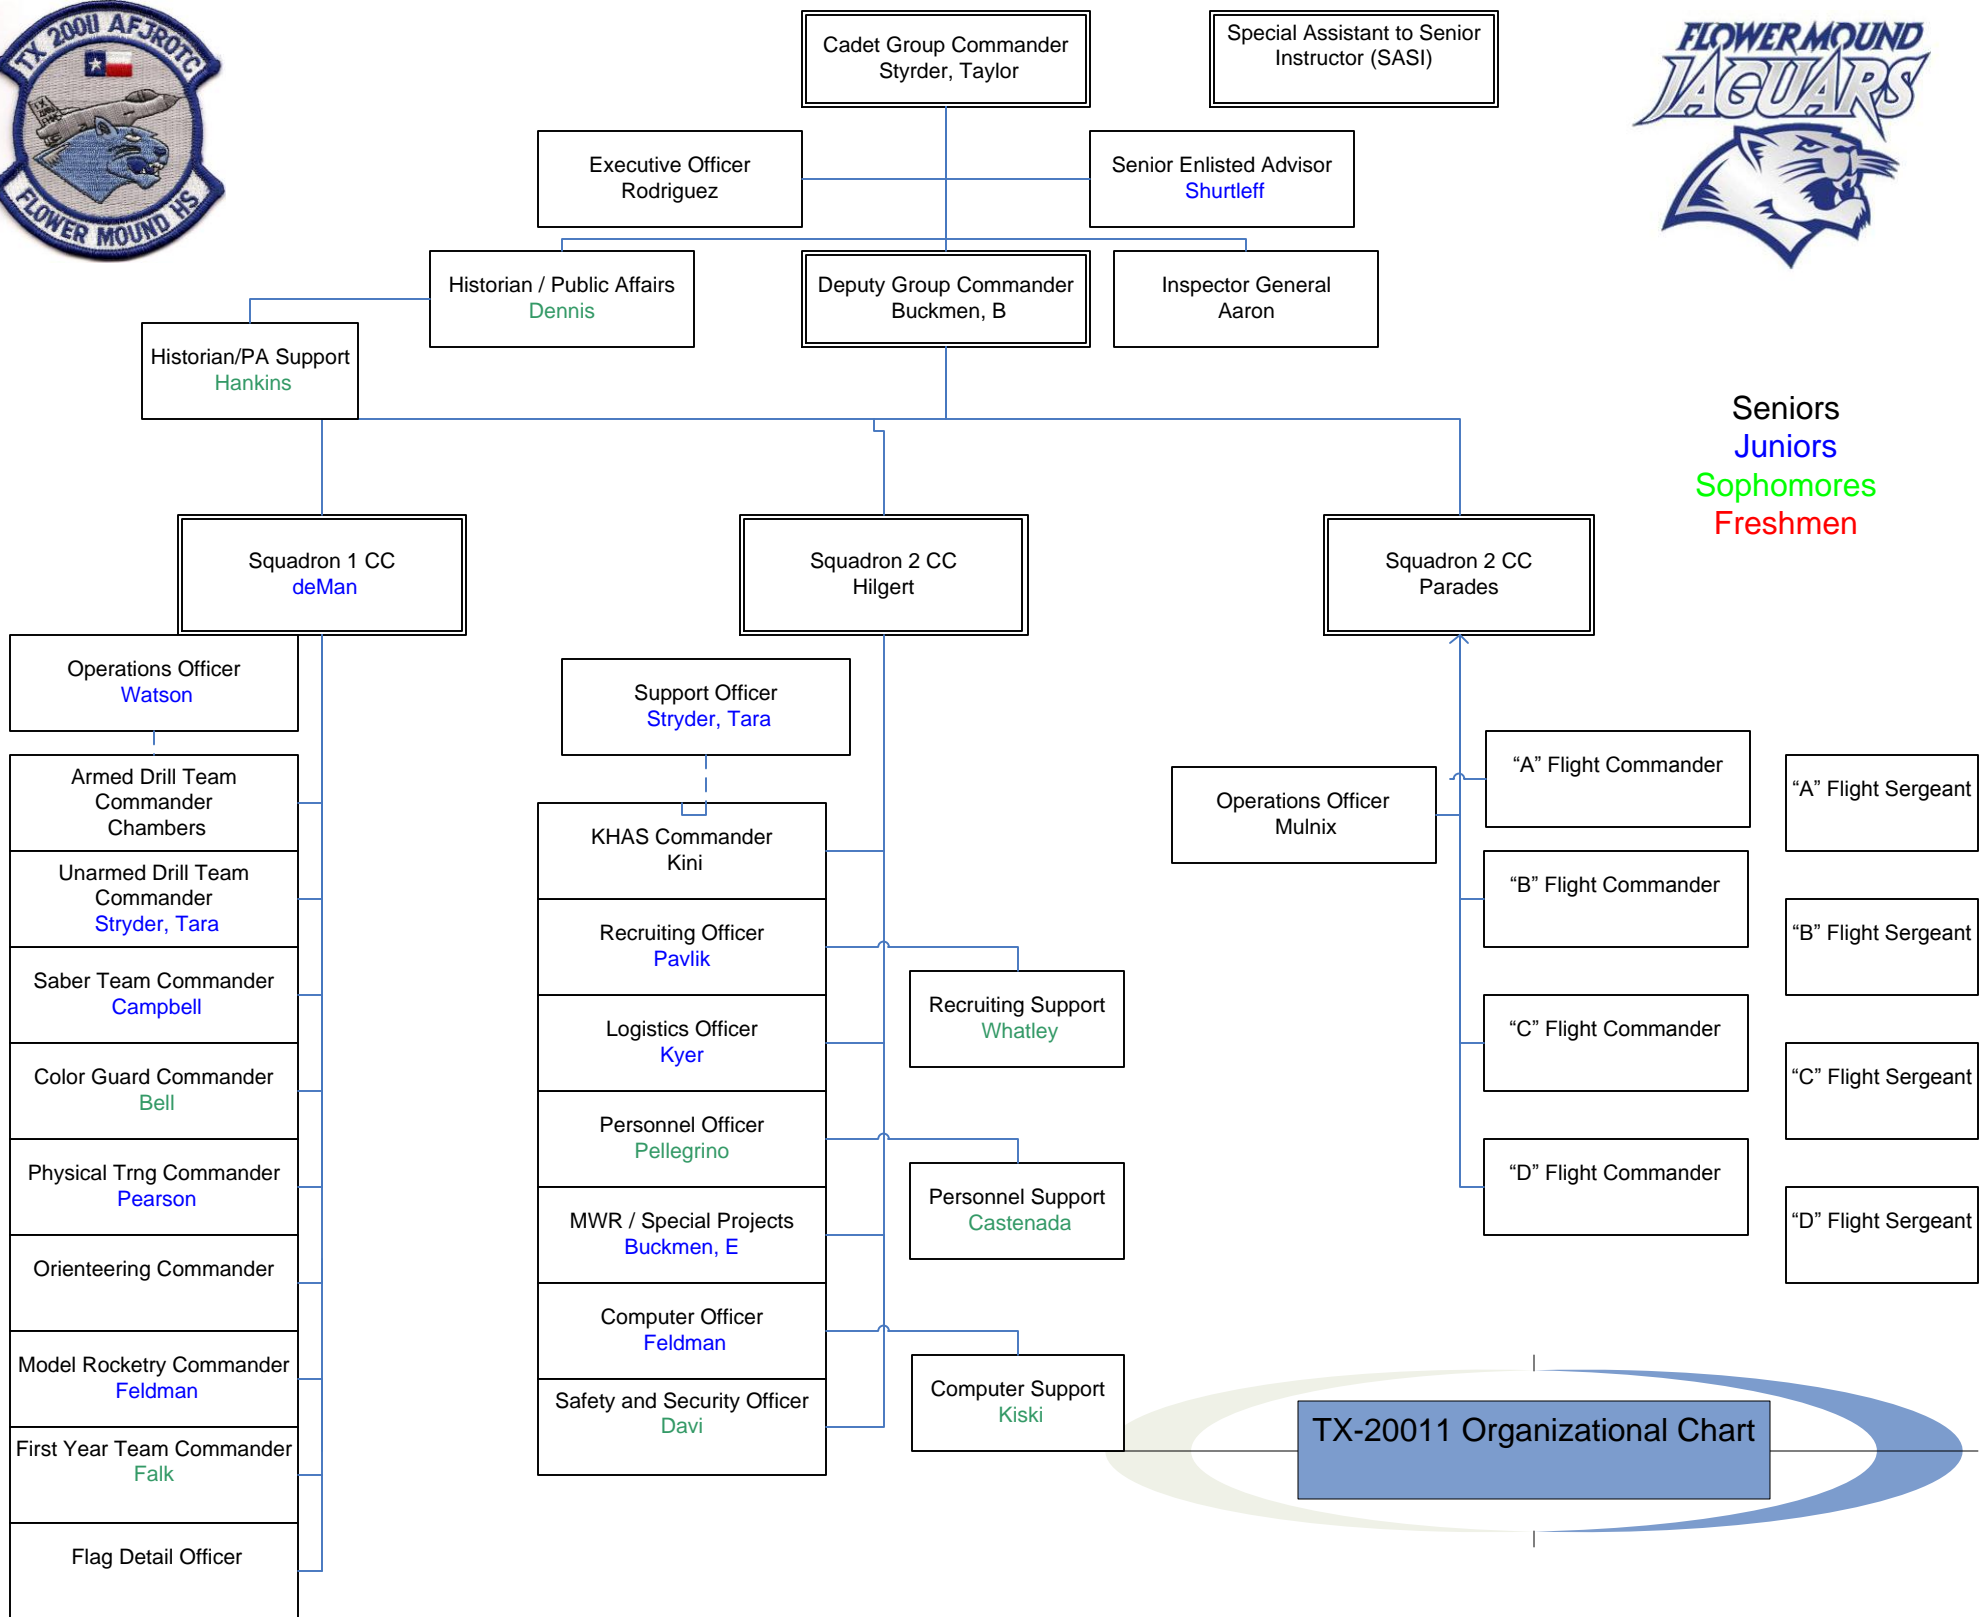 TX 20011 AFJROTC
FLOWER MOUND HS
Cadet Group Commander
Styrder, Taylor
Special Assistant to Senior
Instructor (SASI)
FLOWER MOUND
JAGUARS
Executive Officer
Rodriguez
Senior Enlisted Advisor
Shurtleff
Historian / Public Affairs
Dennis
Deputy Group Commander
Buckmen, B
Inspector General
Aaron
Historian/PA Support
Hankins
Seniors
Juniors
Sophomores
Freshmen
Squadron 1 CC
deMan
Squadron 2 CC
Hilgert
Squadron 2 CC
Parades
Operations Officer
Watson
Armed Drill Team
Commander
Chambers
Unarmed Drill Team
Commander
Stryder, Tara
Saber Team Commander
Campbell
Color Guard Commander
Bell
Physical Trng Commander
Pearson
Orienteering Commander
Model Rocketry Commander
Feldman
First Year Team Commander
Falk
Flag Detail Officer
Support Officer
Stryder, Tara
KHAS Commander
Kini
Recruiting Officer
Pavlik
Logistics Officer
Kyer
Personnel Officer
Pellegrino
MWR / Special Projects
Buckmen, E
Computer Officer
Feldman
Safety and Security Officer
Davi
Recruiting Support
Whatley
Personnel Support
Castenada
Computer Support
Kiski
Operations Officer
Mulnix
“A” Flight Commander
“B” Flight Commander
“C” Flight Commander
“D” Flight Commander
“A” Flight Sergeant
“B” Flight Sergeant
“C” Flight Sergeant
“D” Flight Sergeant
TX-20011 Organizational Chart